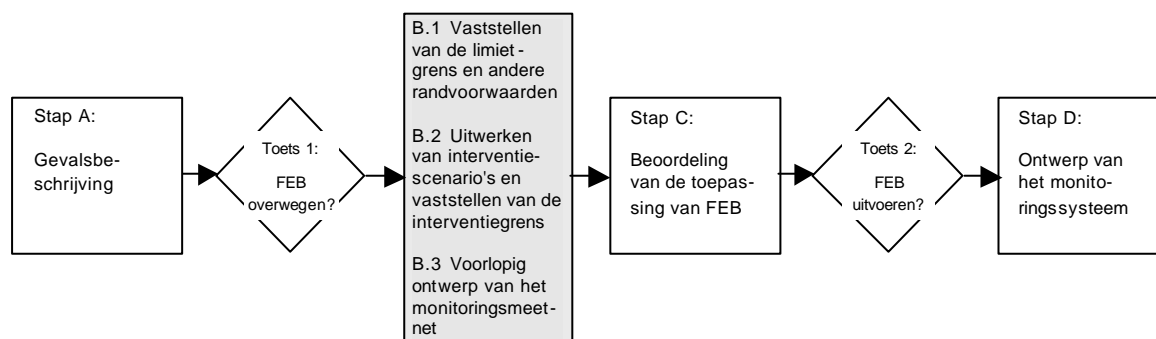 Stap A:
Gevalsbe-
schrijving
Toets 1:
FEB
overwegen?
B.1 Vaststellen
van de limiet-
grens en andere
randvoorwaarden
B.2 Uitwerken
van interventie-
scenario's en
vaststellen van de
interventiegrens
B.3 Voorlopig
ontwerp van het
monitoringsmeet-
net
Stap C:
Beoordeling
van de toepas-
sing van FEB
Toets 2:
FEB
uitvoeren?
Stap D:
Ontwerp van
het monito-
ringssysteem